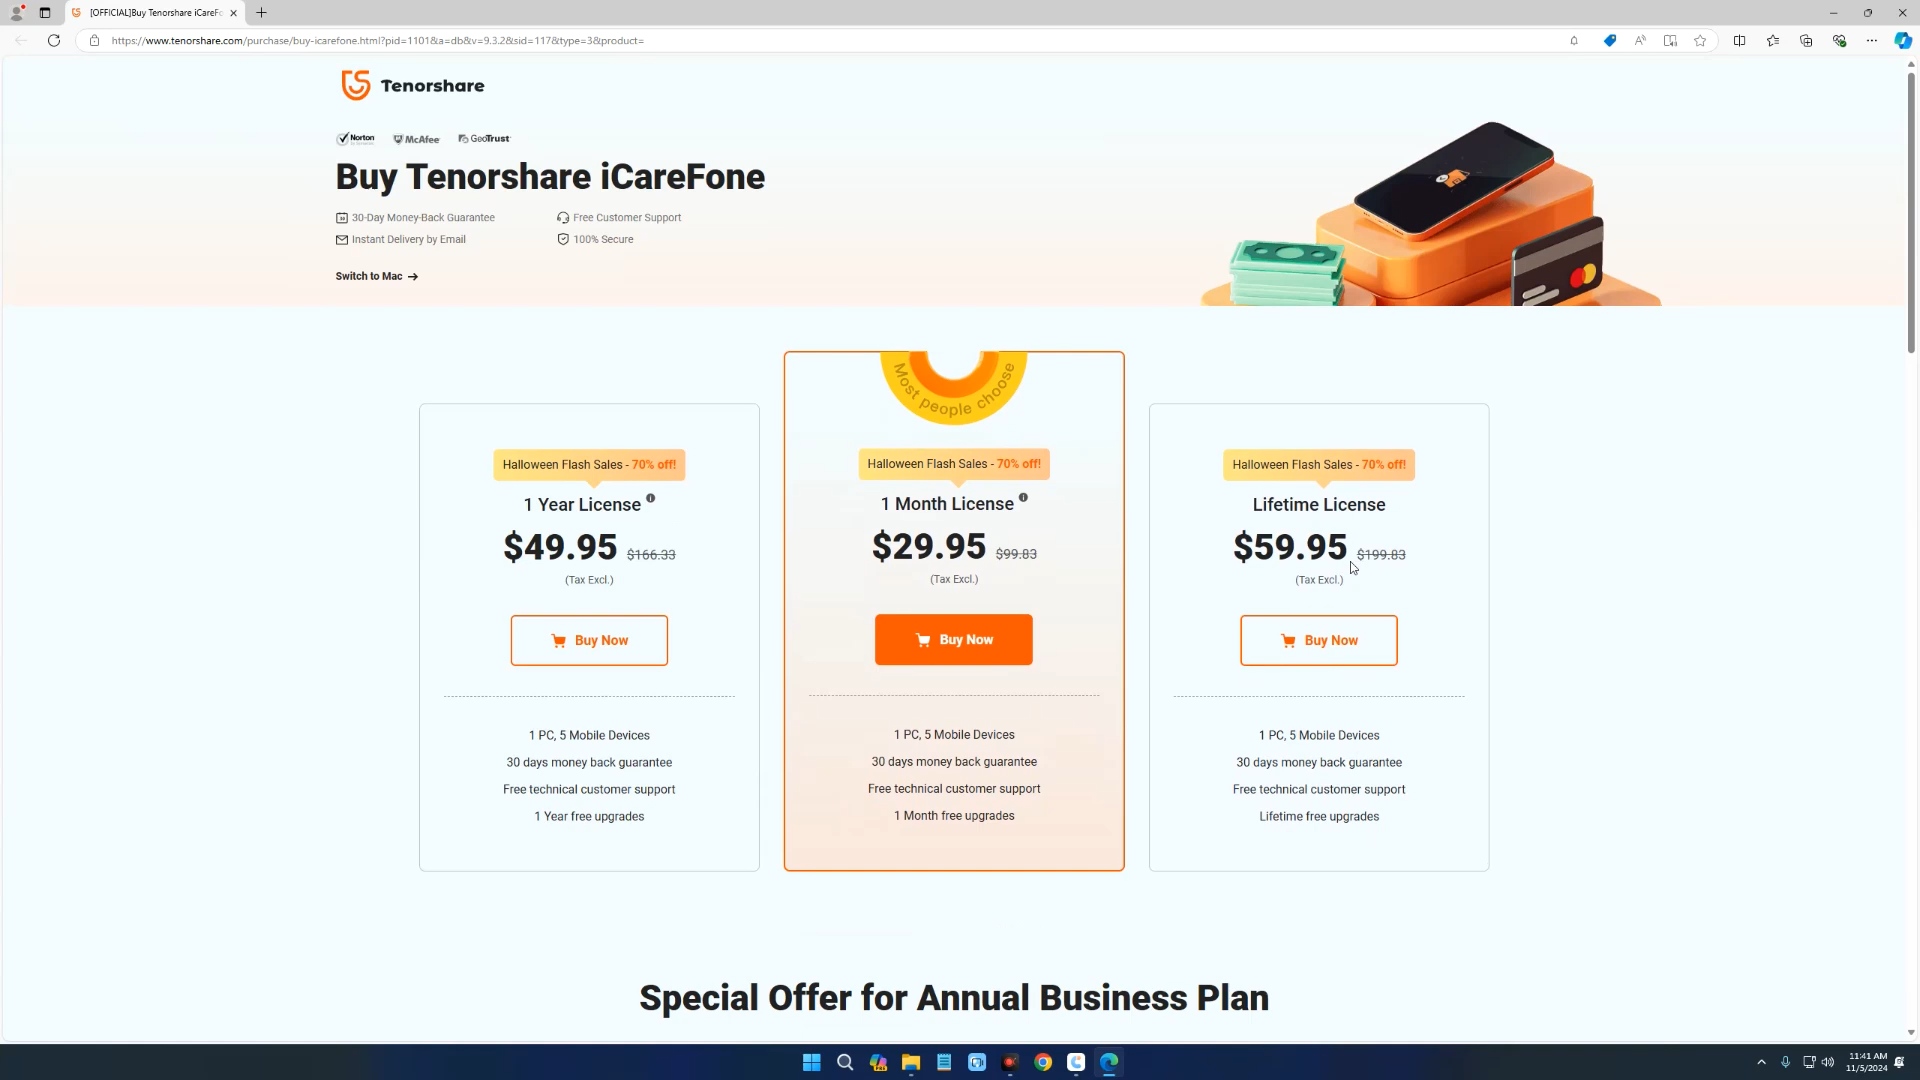 [OFFICIAL]Buy Tenorshare iCareFo
https://www.tenorshare.com/purchase/buy-icarefone.html?pid=1101&a=db&v=9.3.2&sid=117&type=3&product=
Tenorshare
Norton
McAfee
GeoTrust
Buy Tenorshare iCareFone
30-Day Money-Back Guarantee
Free Customer Support
Instant Delivery by Email
100% Secure
Switch to Mac →
Most people choose
Halloween Flash Sales - 70% off!
1 Year License
$49.95 $166.33
(Tax Excl.)
Buy Now
1 PC, 5 Mobile Devices
30 days money back guarantee
Free technical customer support
1 Year free upgrades
Halloween Flash Sales - 70% off!
1 Month License
$29.95 $99.83
(Tax Excl.)
Buy Now
1 PC, 5 Mobile Devices
30 days money back guarantee
Free technical customer support
1 Month free upgrades
Halloween Flash Sales - 70% off!
Lifetime License
$59.95 $199.83
(Tax Excl.)
Buy Now
1 PC, 5 Mobile Devices
30 days money back guarantee
Free technical customer support
Lifetime free upgrades
Special Offer for Annual Business Plan
11:41 AM
11/5/2024